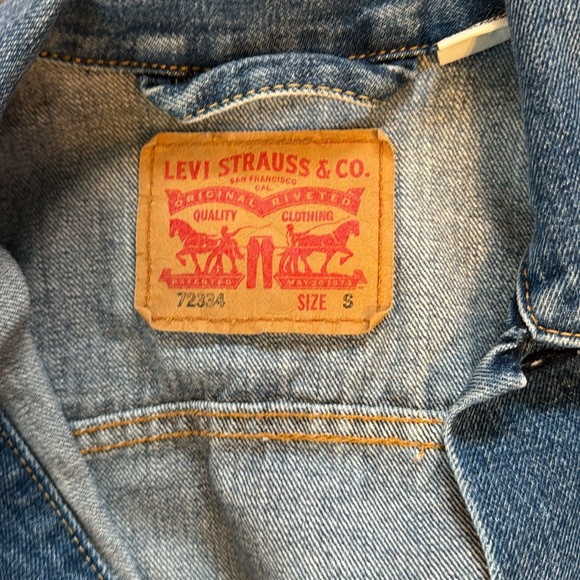 LEVI STRAUSS & CO.
SAN FRANCISCO
CAL.
ORIGINAL RIVETED
QUALITY CLOTHING
PATENTED MAY 20 1873
72334 SIZE S